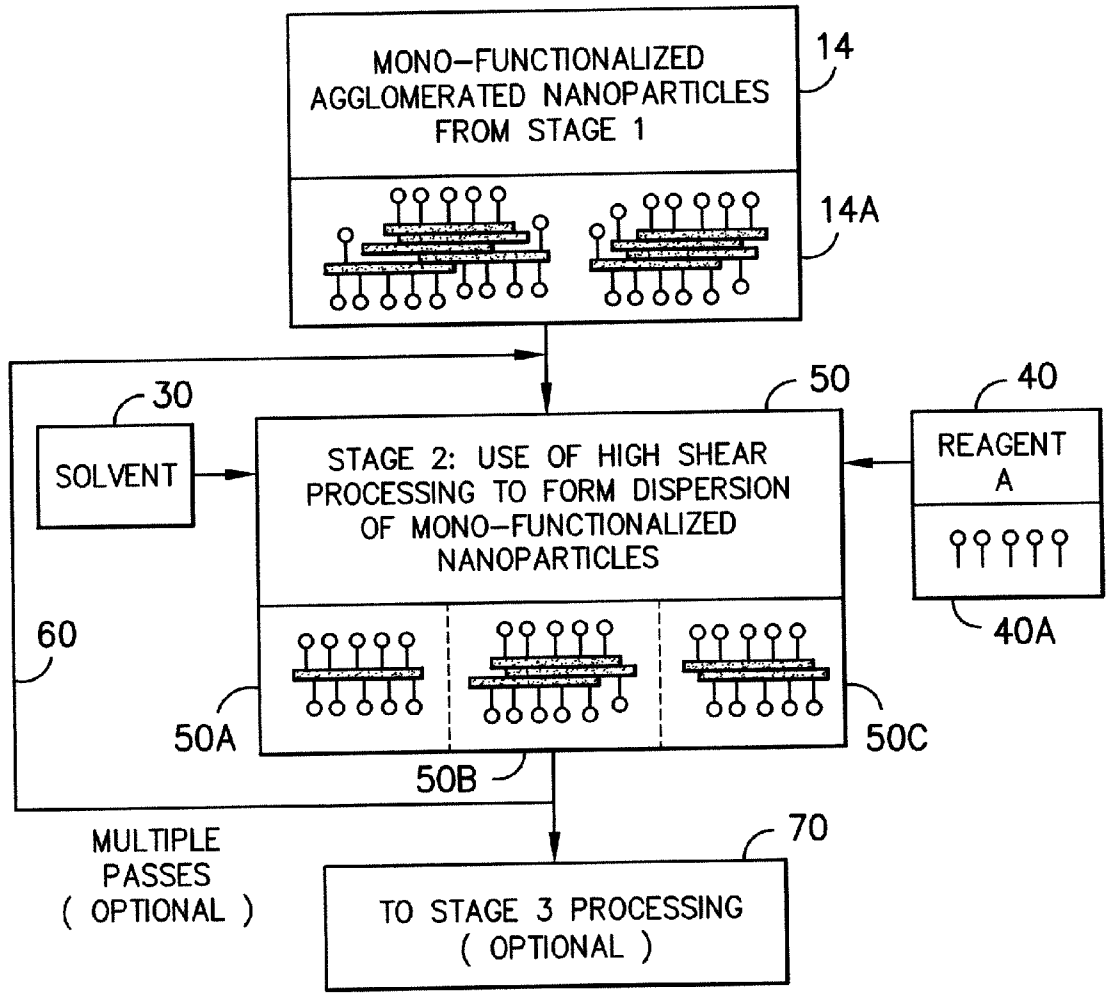 MONO-FUNCTIONALIZED
AGGLOMERATED NANOPARTICLES
FROM STAGE 1
14
14A
30
SOLVENT
50
STAGE 2: USE OF HIGH SHEAR
PROCESSING TO FORM DISPERSION
OF MONO-FUNCTIONALIZED
NANOPARTICLES
40
REAGENT
A
40A
60
50A
50B
50C
MULTIPLE
PASSES
( OPTIONAL )
70
TO STAGE 3 PROCESSING
( OPTIONAL )